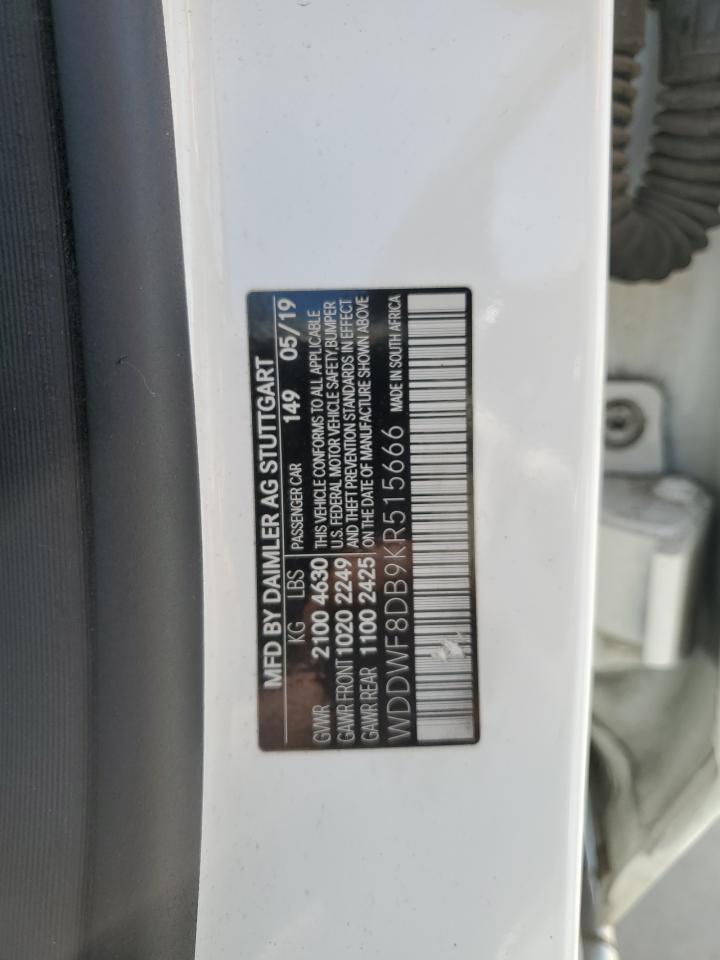 MFD BY DAIMLER AG STUTTGART
KG LBS PASSENGER CAR 149 05/19
GVWR 2100 4630 THIS VEHICLE CONFORMS TO ALL APPLICABLE
GAWR FRONT 1020 2249 U.S. FEDERAL MOTOR VEHICLE SAFETY,BUMPER
AND THEFT PREVENTION STANDARDS IN EFFECT
GAWR REAR 1100 2425 ON THE DATE OF MANUFACTURE SHOWN ABOVE
WDDWF8DB9KR515666 MADE IN SOUTH AFRICA